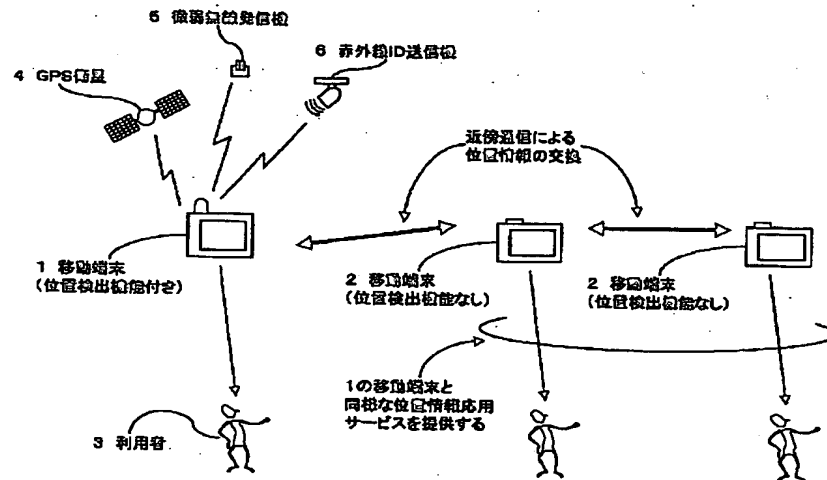 5 微弱電波発信機
6 赤外線ID送信機
4 GPS衛星
近傍通信による
位置情報の交換
1 移動端末
(位置検出機能付き)
2 移動端末
(位置検出機能なし)
2 移動端末
(位置検出機能なし)
1の移動端末と
同様な位置情報応用
サービスを提供する
3 利用者